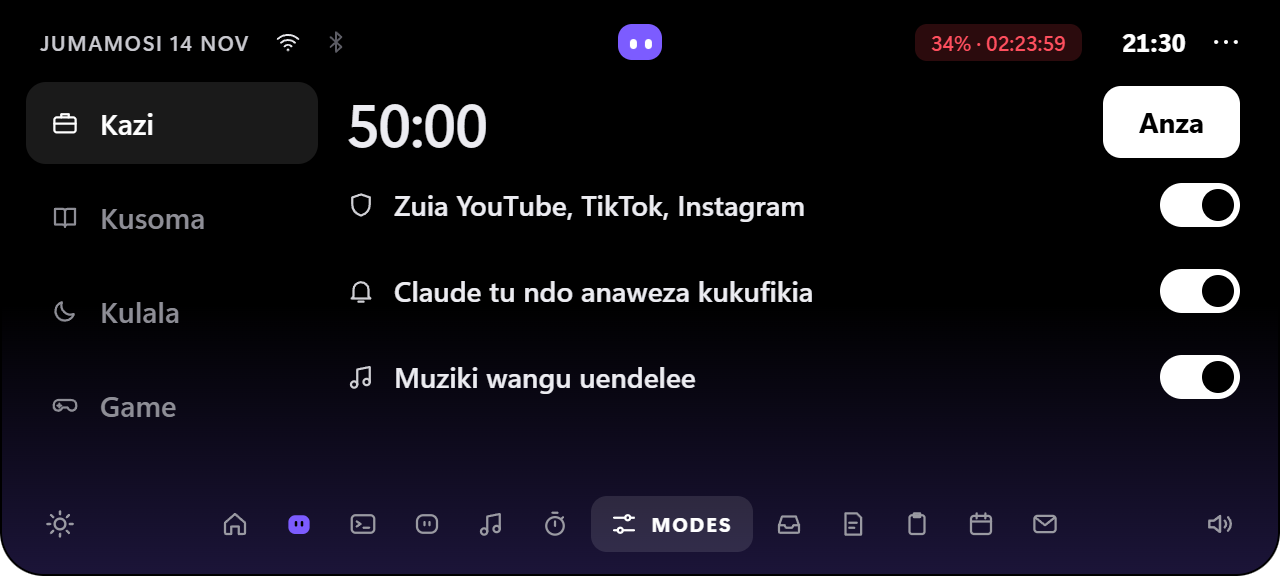 JUMAMOSI 14 NOV
34% · 02:23:59
21:30
Kazi
Kusoma
Kulala
Game
50:00
Anza
Zuia YouTube, TikTok, Instagram
Claude tu ndo anaweza kukufikia
Muziki wangu uendelee
MODES